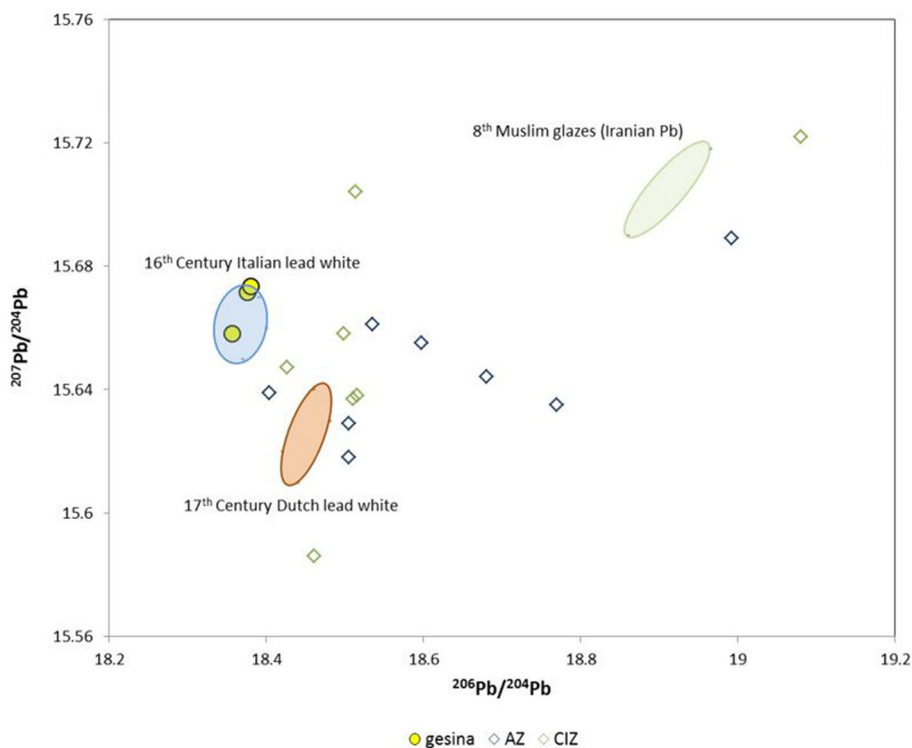 15.76
15.72
8th Muslim glazes (Iranian Pb)
15.68
16th Century Italian lead white
207Pb/204Pb
15.64
17th Century Dutch lead white
15.6
15.56
18.2 18.4 18.6 18.8 19 19.2
206Pb/204Pb
gesina AZ CIZ